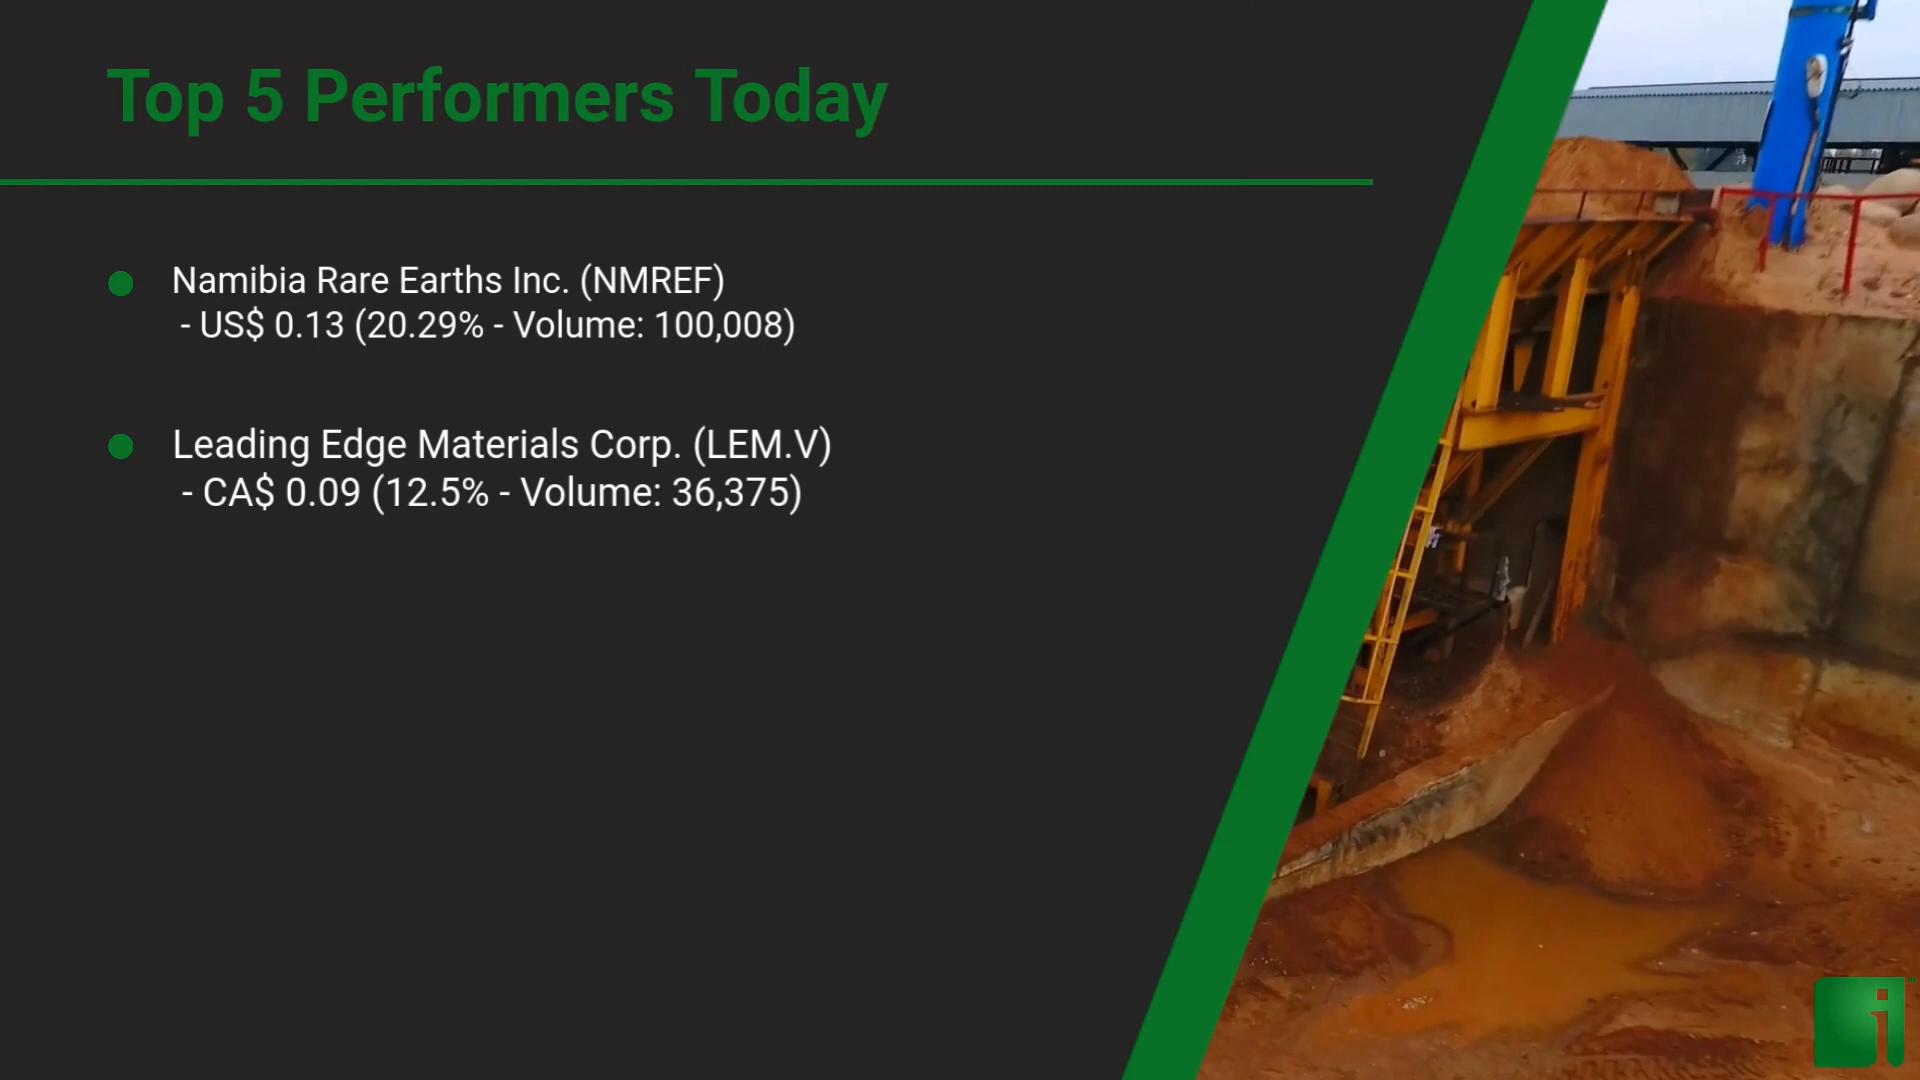 Top 5 Performers Today
Namibia Rare Earths Inc. (NMREF)
- US$ 0.13 (20.29% - Volume: 100,008)
Leading Edge Materials Corp. (LEM.V)
- CA$ 0.09 (12.5% - Volume: 36,375)
i